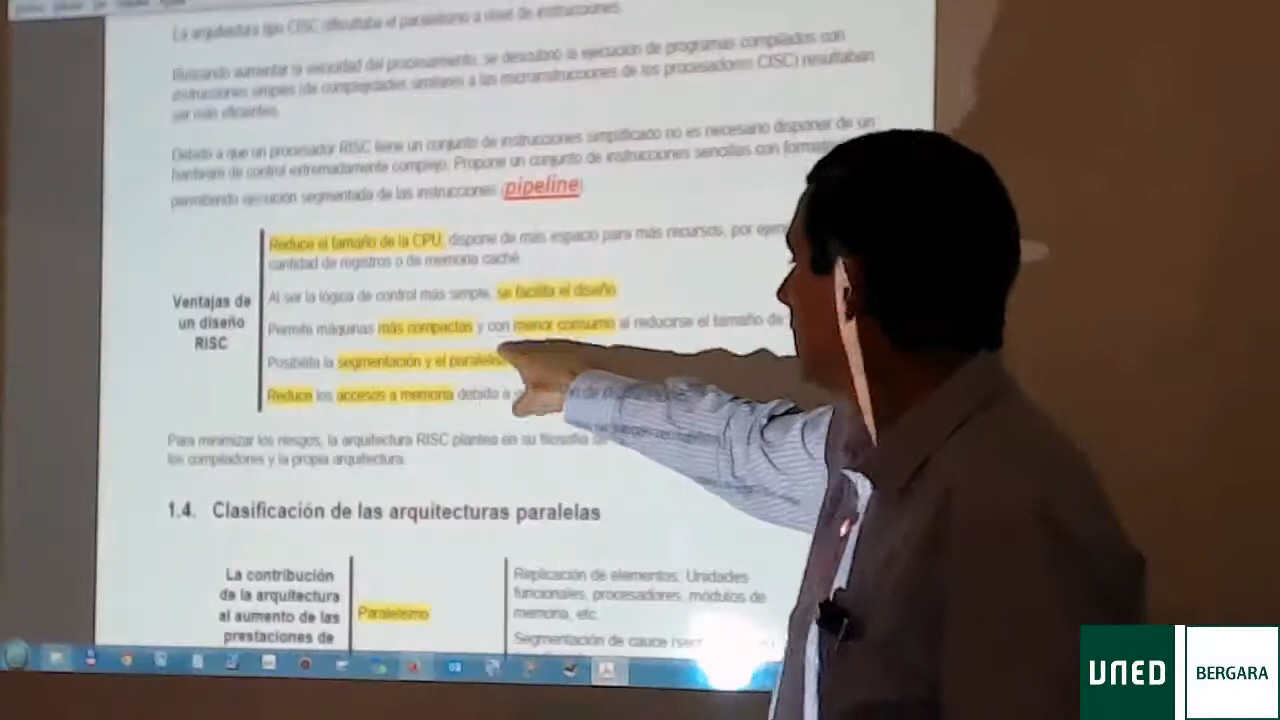 La arquitectura tipo CISC dificultaba el paralelismo a nivel de instrucciones.
Buscando aumentar la velocidad del procesamiento, se descubrió la ejecución de programas compilados con
instrucciones simples (de complejidades similares a las microinstrucciones de los procesadores CISC) resultaban
ser más eficientes.
Debido a que un procesador RISC tiene un conjunto de instrucciones simplificado no es necesario disponer de un
hardware de control extremadamente complejo. Propone un conjunto de instrucciones sencillas con
permitiendo ejecución segmentada de las instrucciones (pipeline)
Ventajas de
un diseño
RISC
Reduce el tamaño de la CPU, dispone de más espacio para más recursos, por
cantidad de registros o de memoria caché
Al ser la lógica de control más simple, se facilita el diseño
Permite máquinas más compactas y con menor consumo al reducirse el tamaño de
Posibilita la segmentación y el
Reduce los accesos a memoria debido a
Para minimizar los riesgos, la arquitectura RISC plantea en su filosofía
los compiladores y la propia arquitectura.
1.4. Clasificación de las arquitecturas paralelas
La contribución
de la arquitectura
al aumento de las
prestaciones de
Paralelismo
Replicación de elementos: Unidades
funcionales, procesadores, módulos de
memoria, etc.
Segmentación de cauce
UNED
BERGARA